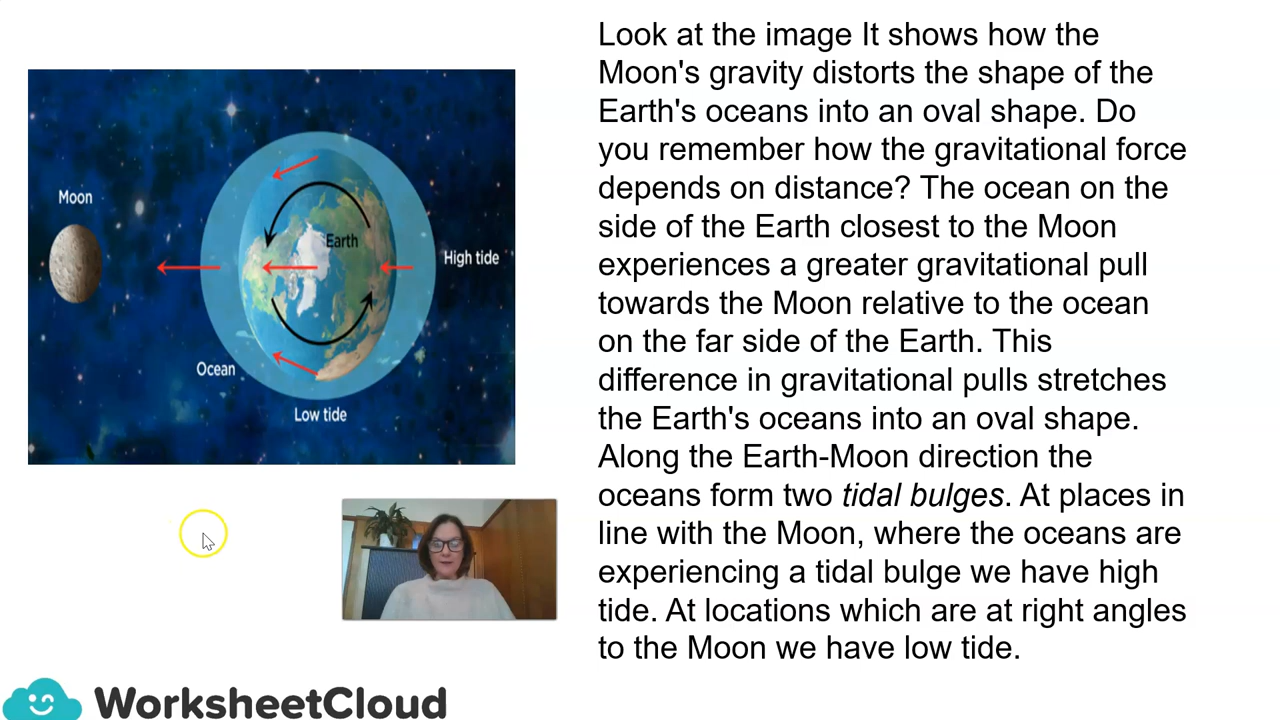 Look at the image It shows how the
Moon's gravity distorts the shape of the
Earth's oceans into an oval shape. Do
you remember how the gravitational force
depends on distance? The ocean on the
side of the Earth closest to the Moon
experiences a greater gravitational pull
towards the Moon relative to the ocean
on the far side of the Earth. This
difference in gravitational pulls stretches
the Earth's oceans into an oval shape.
Along the Earth-Moon direction the
oceans form two tidal bulges. At places in
line with the Moon, where the oceans are
experiencing a tidal bulge we have high
tide. At locations which are at right angles
to the Moon we have low tide.
Moon
Earth
High tide
Ocean
Low tide
WorksheetCloud